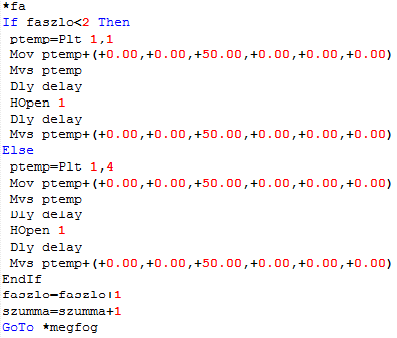 *fa
If faszlo<2 Then
ptemp=Plt 1,1
Mov ptemp+(+0.00,+0.00,+50.00,+0.00,+0.00,+0.00)
Mvs ptemp
Dly delay
HOpen 1
Dly delay
Mvs ptemp+(+0.00,+0.00,+50.00,+0.00,+0.00,+0.00)
Else
ptemp=Plt 1,4
Mov ptemp+(+0.00,+0.00,+50.00,+0.00,+0.00,+0.00)
Mvs ptemp
Dly delay
HOpen 1
Dly delay
Mvs ptemp+(+0.00,+0.00,+50.00,+0.00,+0.00,+0.00)
EndIf
faszlo=faszlo+1
szumma=szumma+1
GoTo *megfog